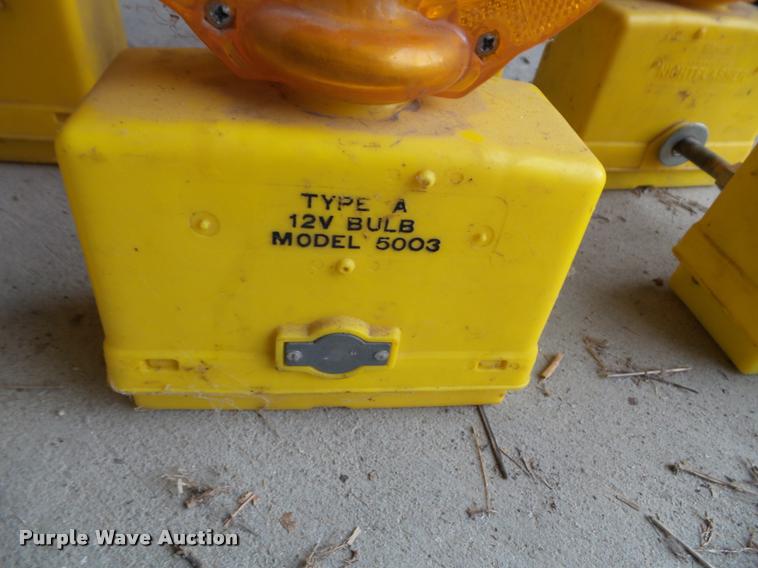 TYPE A
12V BULB
MODEL 5003
Purple Wave Auction